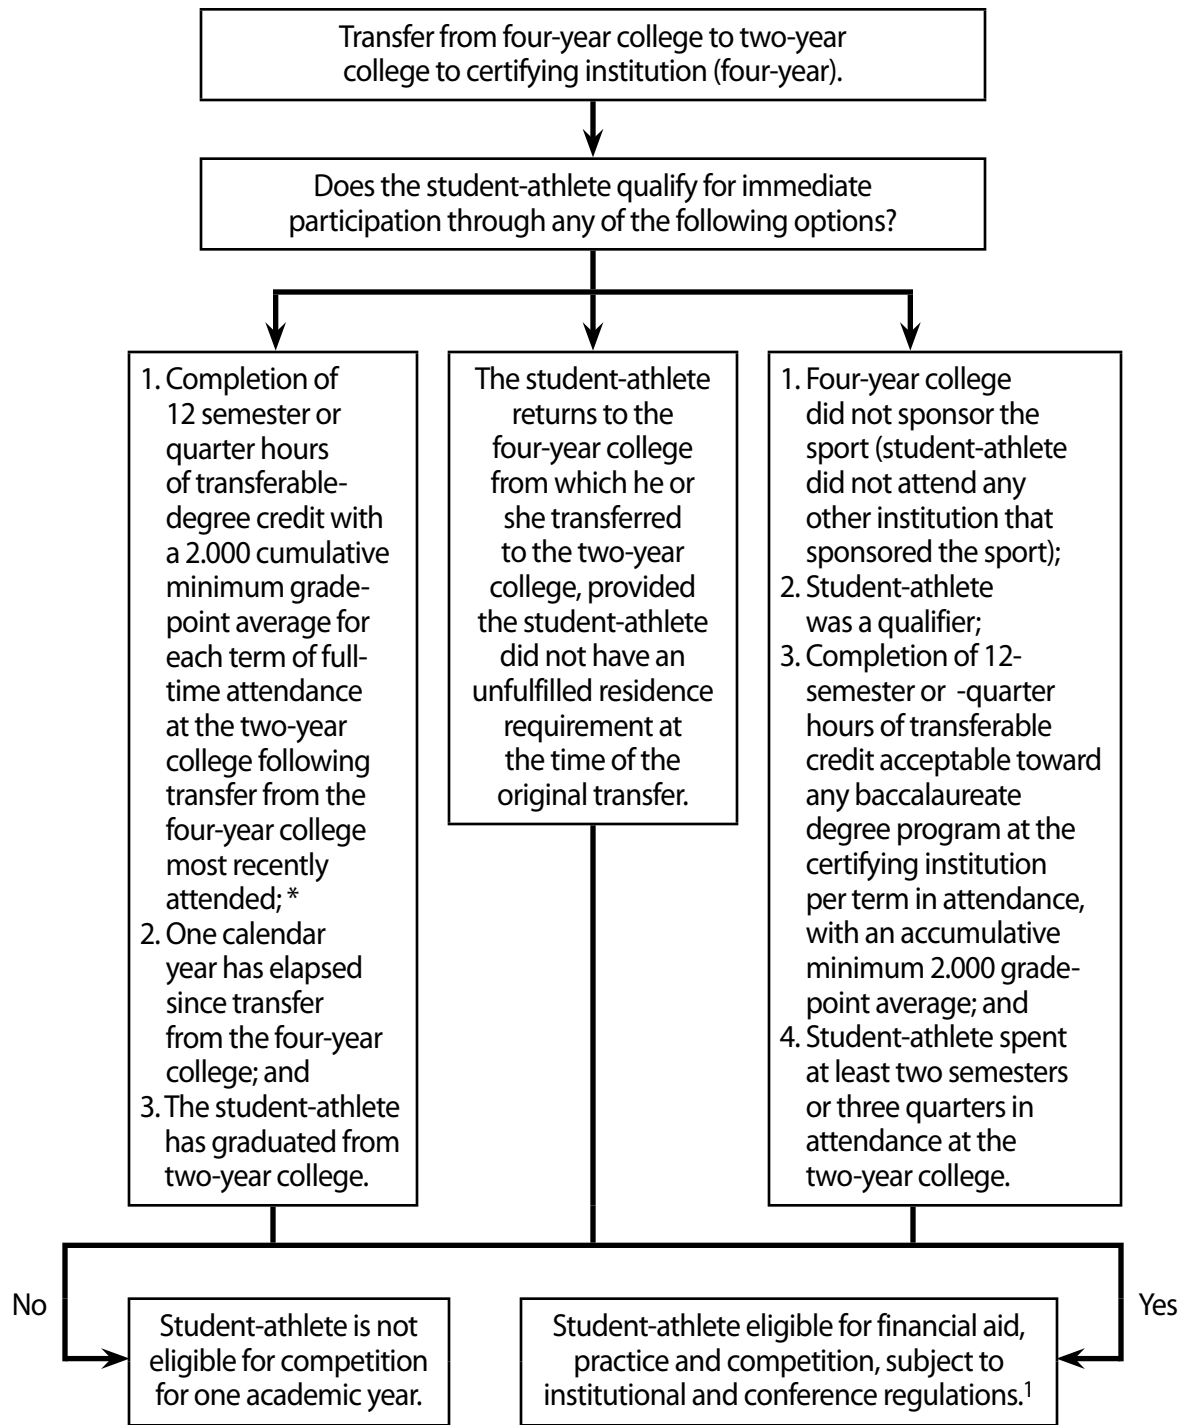 Transfer from four-year college to two-year
college to certifying institution (four-year).
Does the student-athlete qualify for immediate
participation through any of the following options?
1. Completion of
12 semester or
quarter hours
of transferable-
degree credit with
a 2.000 cumulative
minimum grade-
point average for
each term of full-
time attendance
at the two-year
college following
transfer from the
four-year college
most recently
attended; *
2. One calendar
year has elapsed
since transfer
from the four-year
college; and
3. The student-athlete
has graduated from
two-year college.
The student-athlete
returns to the
four-year college
from which he or
she transferred
to the two-year
college, provided
the student-athlete
did not have an
unfulfilled residence
requirement at
the time of the
original transfer.
1. Four-year college
did not sponsor the
sport (student-athlete
did not attend any
other institution that
sponsored the sport);
2. Student-athlete
was a qualifier;
3. Completion of 12-
semester or -quarter
hours of transferable
credit acceptable toward
any baccalaureate
degree program at the
certifying institution
per term in attendance,
with an accumulative
minimum 2.000 grade-
point average; and
4. Student-athlete spent
at least two semesters
or three quarters in
attendance at the
two-year college.
No
Student-athlete is not
eligible for competition
for one academic year.
Student-athlete eligible for financial aid,
practice and competition, subject to
institutional and conference regulations.¹
Yes